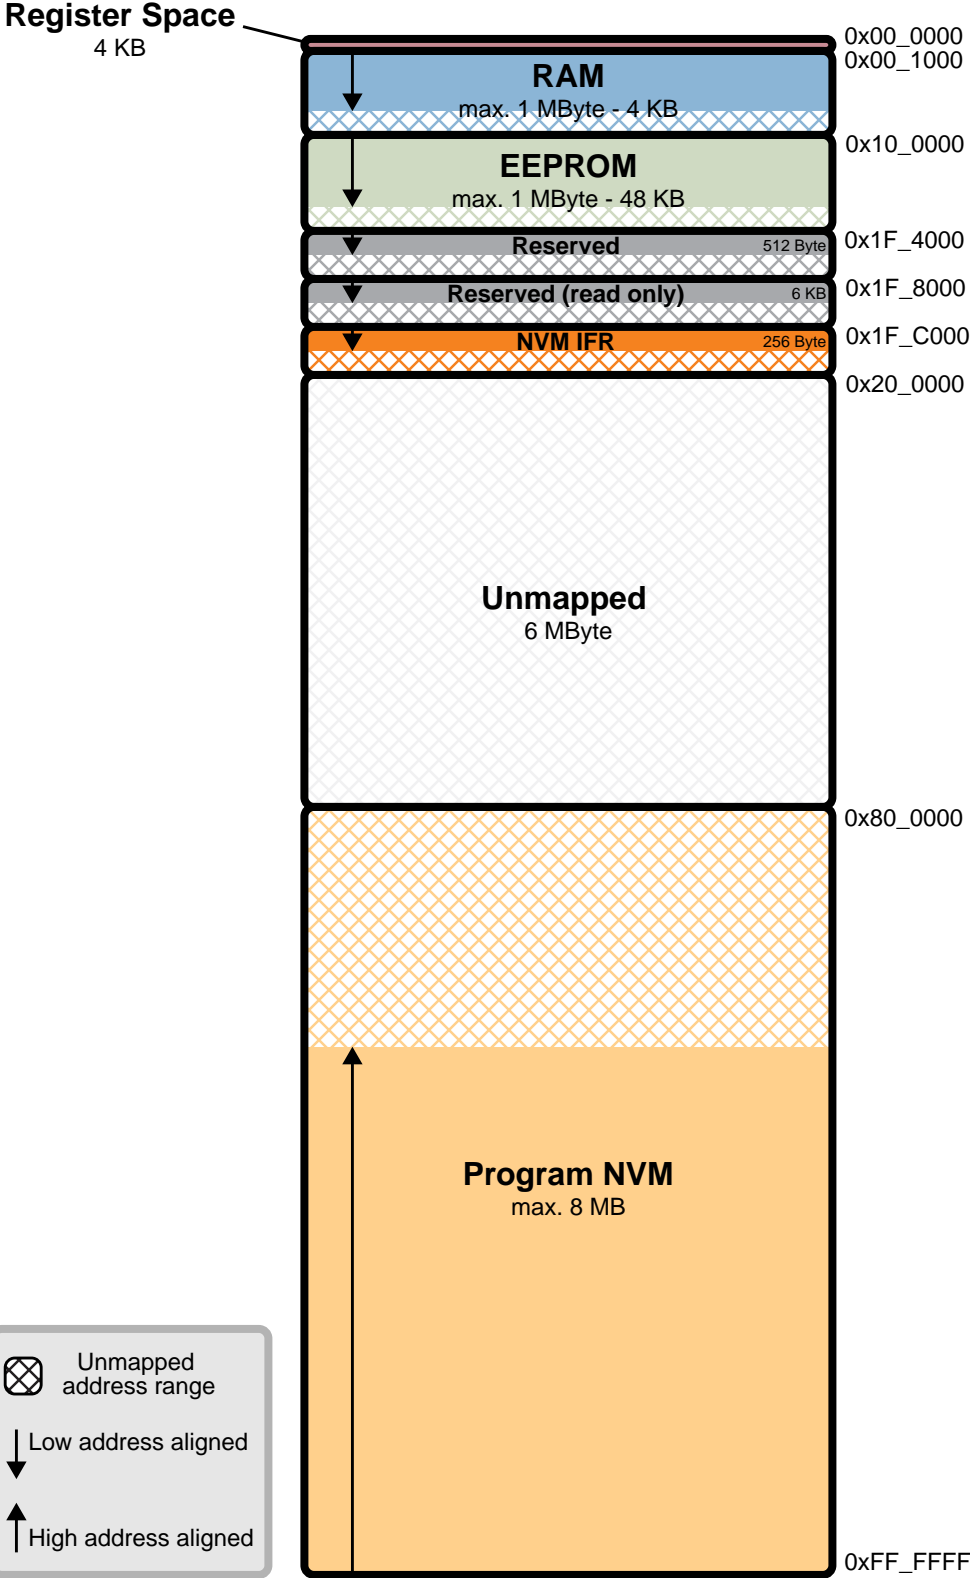 Register Space
4 KB
0x00_0000
0x00_1000
RAM
max. 1 MByte - 4 KB
0x10_0000
EEPROM
max. 1 MByte - 48 KB
0x1F_4000
Reserved 512 Byte
0x1F_8000
Reserved (read only) 6 KB
0x1F_C000
NVM IFR 256 Byte
0x20_0000
Unmapped
6 MByte
0x80_0000
Program NVM
max. 8 MB
Unmapped
address range
Low address aligned
High address aligned
0xFF_FFFF